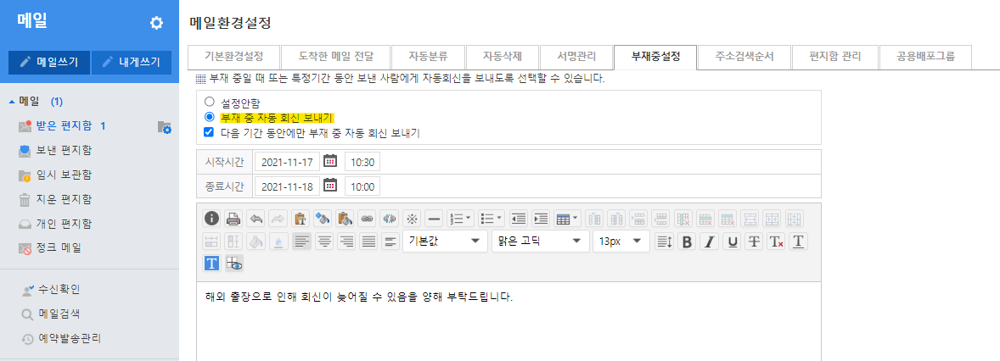 메일
메일쓰기 내게쓰기
메일 (1)
받은 편지함 1
보낸 편지함
임시 보관함
지운 편지함
개인 편지함
정크 메일
수신확인
메일검색
예약발송관리
메일환경설정
기본환경설정 도착한 메일 전달 자동분류 자동삭제 서명관리 부재중설정 주소검색순서 편지함 관리 공용배포그룹
부재 중일 때 또는 특정기간 동안 보낸 사람에게 자동회신을 보내도록 선택할 수 있습니다.
설정안함
부재 중 자동 회신 보내기
다음 기간 동안에만 부재 중 자동 회신 보내기
시작시간 2021-11-17 10:30
종료시간 2021-11-18 10:00
기본값 맑은 고딕 13px B I U T T T
T
해외 출장으로 인해 회신이 늦어질 수 있음을 양해 부탁드립니다.